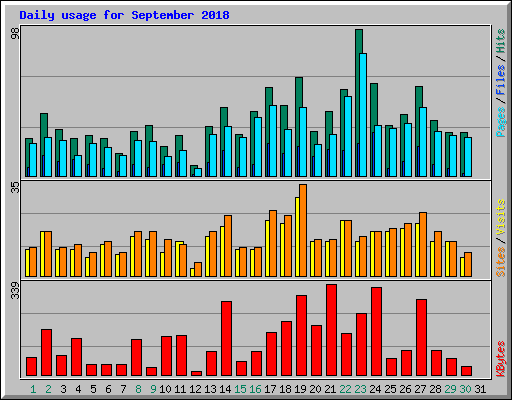 Daily usage for September 2018
98
Pages / Files / Hits
35
Sites / Visits
339
KBytes
1 2 3 4 5 6 7 8 9 10 11 12 13 14 15 16 17 18 19 20 21 22 23 24 25 26 27 28 29 30 31